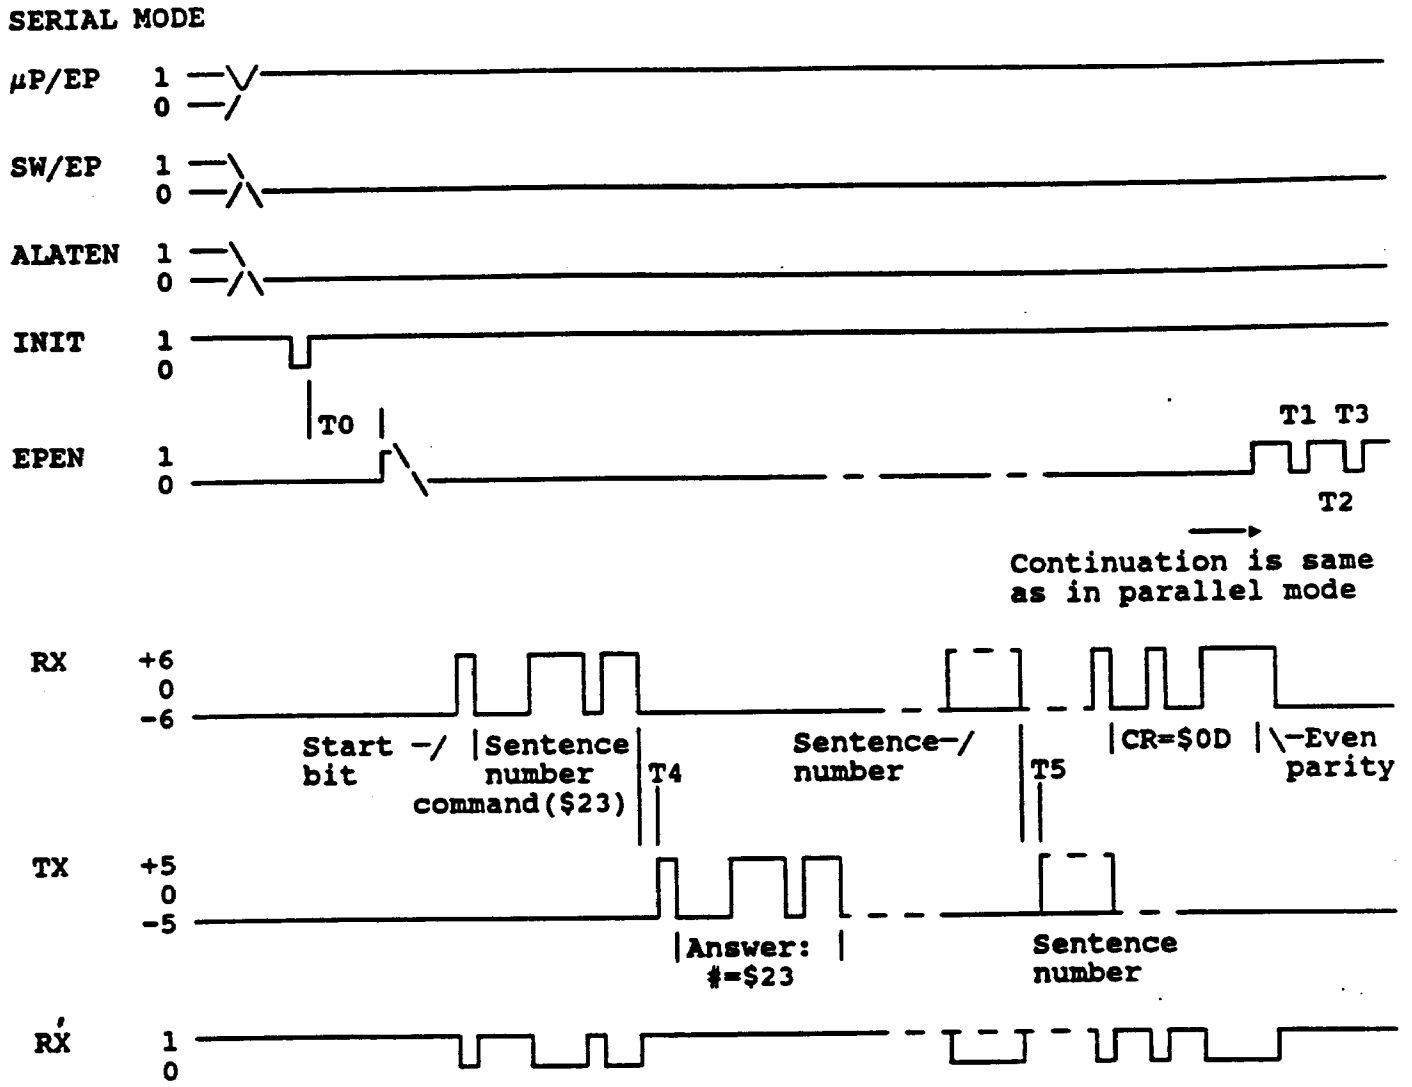 SERIAL MODE
μP/EP 1
0
SW/EP 1
0
ALATEN 1
0
INIT 1
0
T0
T1 T3
EPEN 1
0
T2
Continuation is same
as in parallel mode
RX +6
0
-6
Start -/ |Sentence
bit number
command($23)
T4
Sentence-/
number
T5
|CR=$0D |\-Even
parity
TX +5
0
-5
|Answer: |
#=$23
Sentence
number
RX́ 1
0